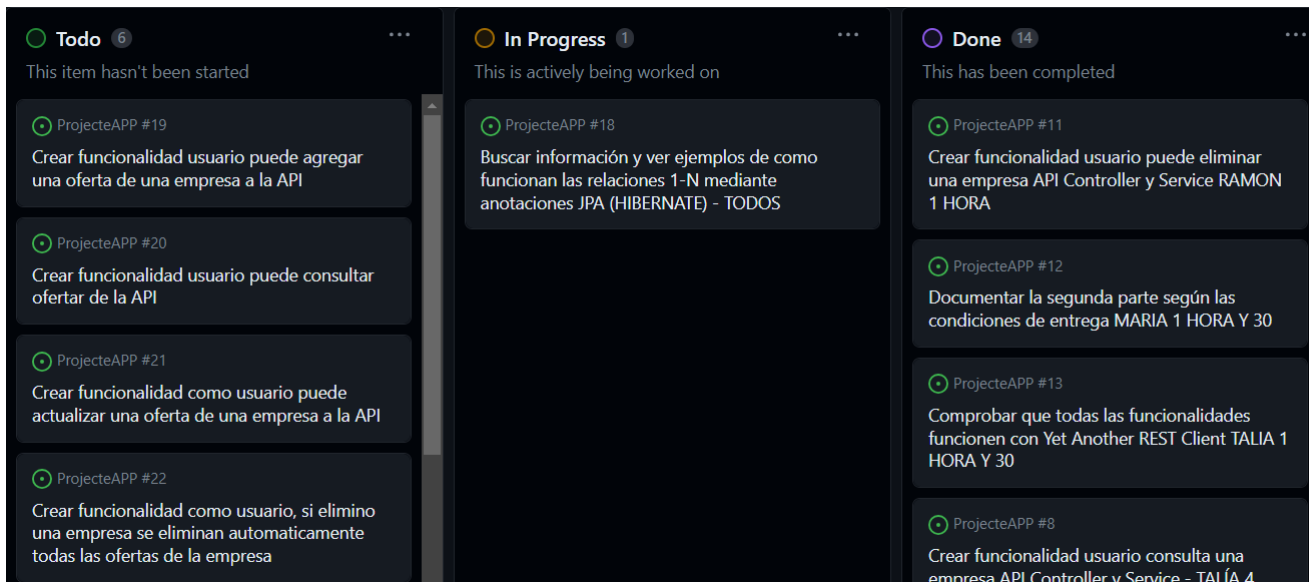 Todo 6
This item hasn't been started
ProjecteAPP #19
Crear funcionalidad usuario puede agregar
una oferta de una empresa a la API
ProjecteAPP #20
Crear funcionalidad usuario puede consultar
ofertar de la API
ProjecteAPP #21
Crear funcionalidad como usuario puede
actualizar una oferta de una empresa a la API
ProjecteAPP #22
Crear funcionalidad como usuario, si elimino
una empresa se eliminan automaticamente
todas las ofertas de la empresa
In Progress 1
This is actively being worked on
ProjecteAPP #18
Buscar información y ver ejemplos de como
funcionan las relaciones 1-N mediante
anotaciones JPA (HIBERNATE) - TODOS
Done 14
This has been completed
ProjecteAPP #11
Crear funcionalidad usuario puede eliminar
una empresa API Controller y Service RAMON
1 HORA
ProjecteAPP #12
Documentar la segunda parte según las
condiciones de entrega MARIA 1 HORA Y 30
ProjecteAPP #13
Comprobar que todas las funcionalidades
funcionen con Yet Another REST Client TALIA 1
HORA Y 30
ProjecteAPP #8
Crear funcionalidad usuario consulta una
empresa API Controller y Service - TALÍA 4